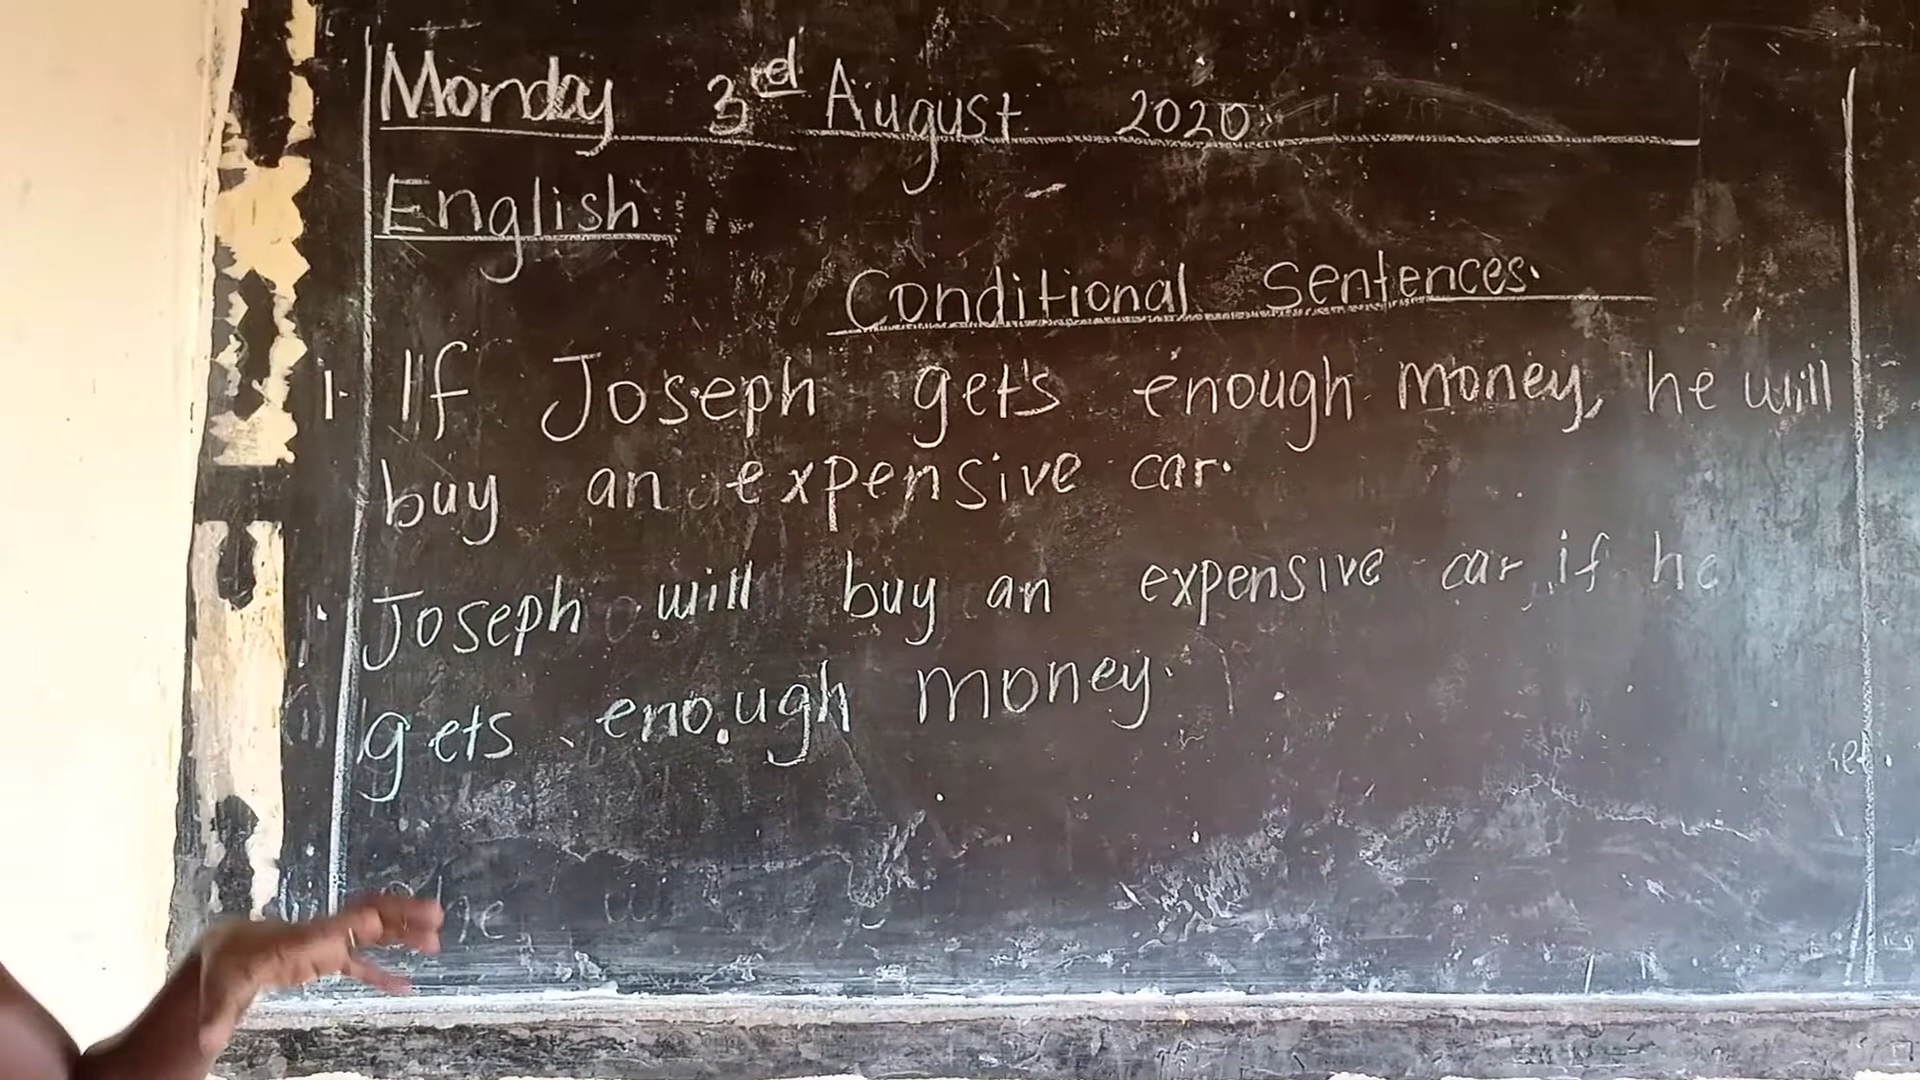 Monday 3rd August 2020
English
Conditional Sentences.
1. If Joseph get's enough money, he will
buy an expensive car.
Joseph will buy an expensive car, if he
gets enough money.